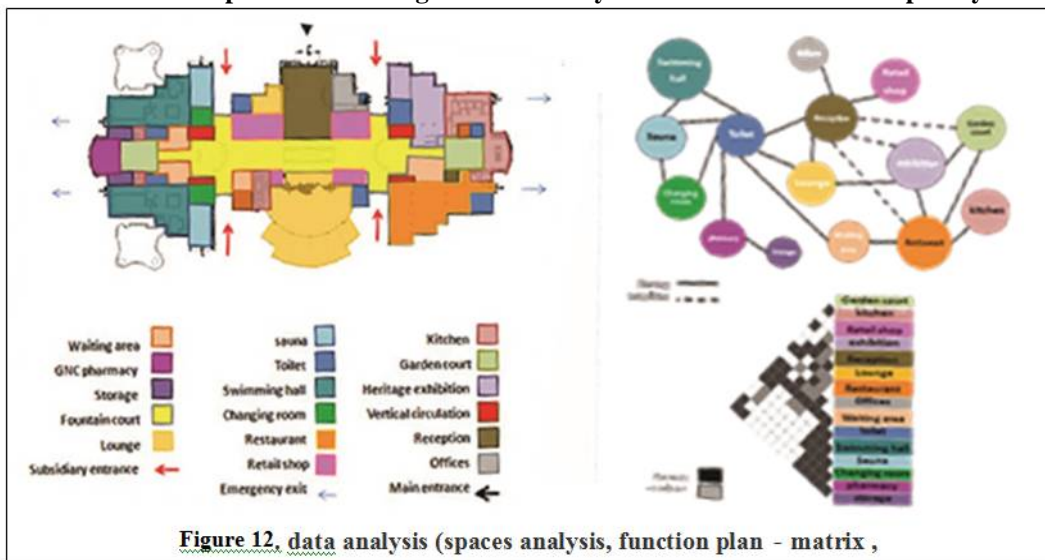 Swimming
hall
Retail
shop
Reception
Garden
court
Sauna
Toilet
exhibition
Lounge
Changing
room
kitchen
Waiting area
GNC pharmacy
Storage
Fountain court
Lounge
Subsidiary entrance
sauna
Toilet
Swimming hall
Changing room
Restaurant
Retail shop
Emergency exit
Kitchen
Garden court
Heritage exhibition
Vertical circulation
Reception
Offices
Main entrance
Garden court
kitchen
Retail shop
exhibition
Reception
Lounge
Restaurant
Offices
Waiting area
Toilet
Swimming hall
Sauna
Changing room
pharmacy
storage
Figure 12, data analysis (spaces analysis, function plan - matrix ,